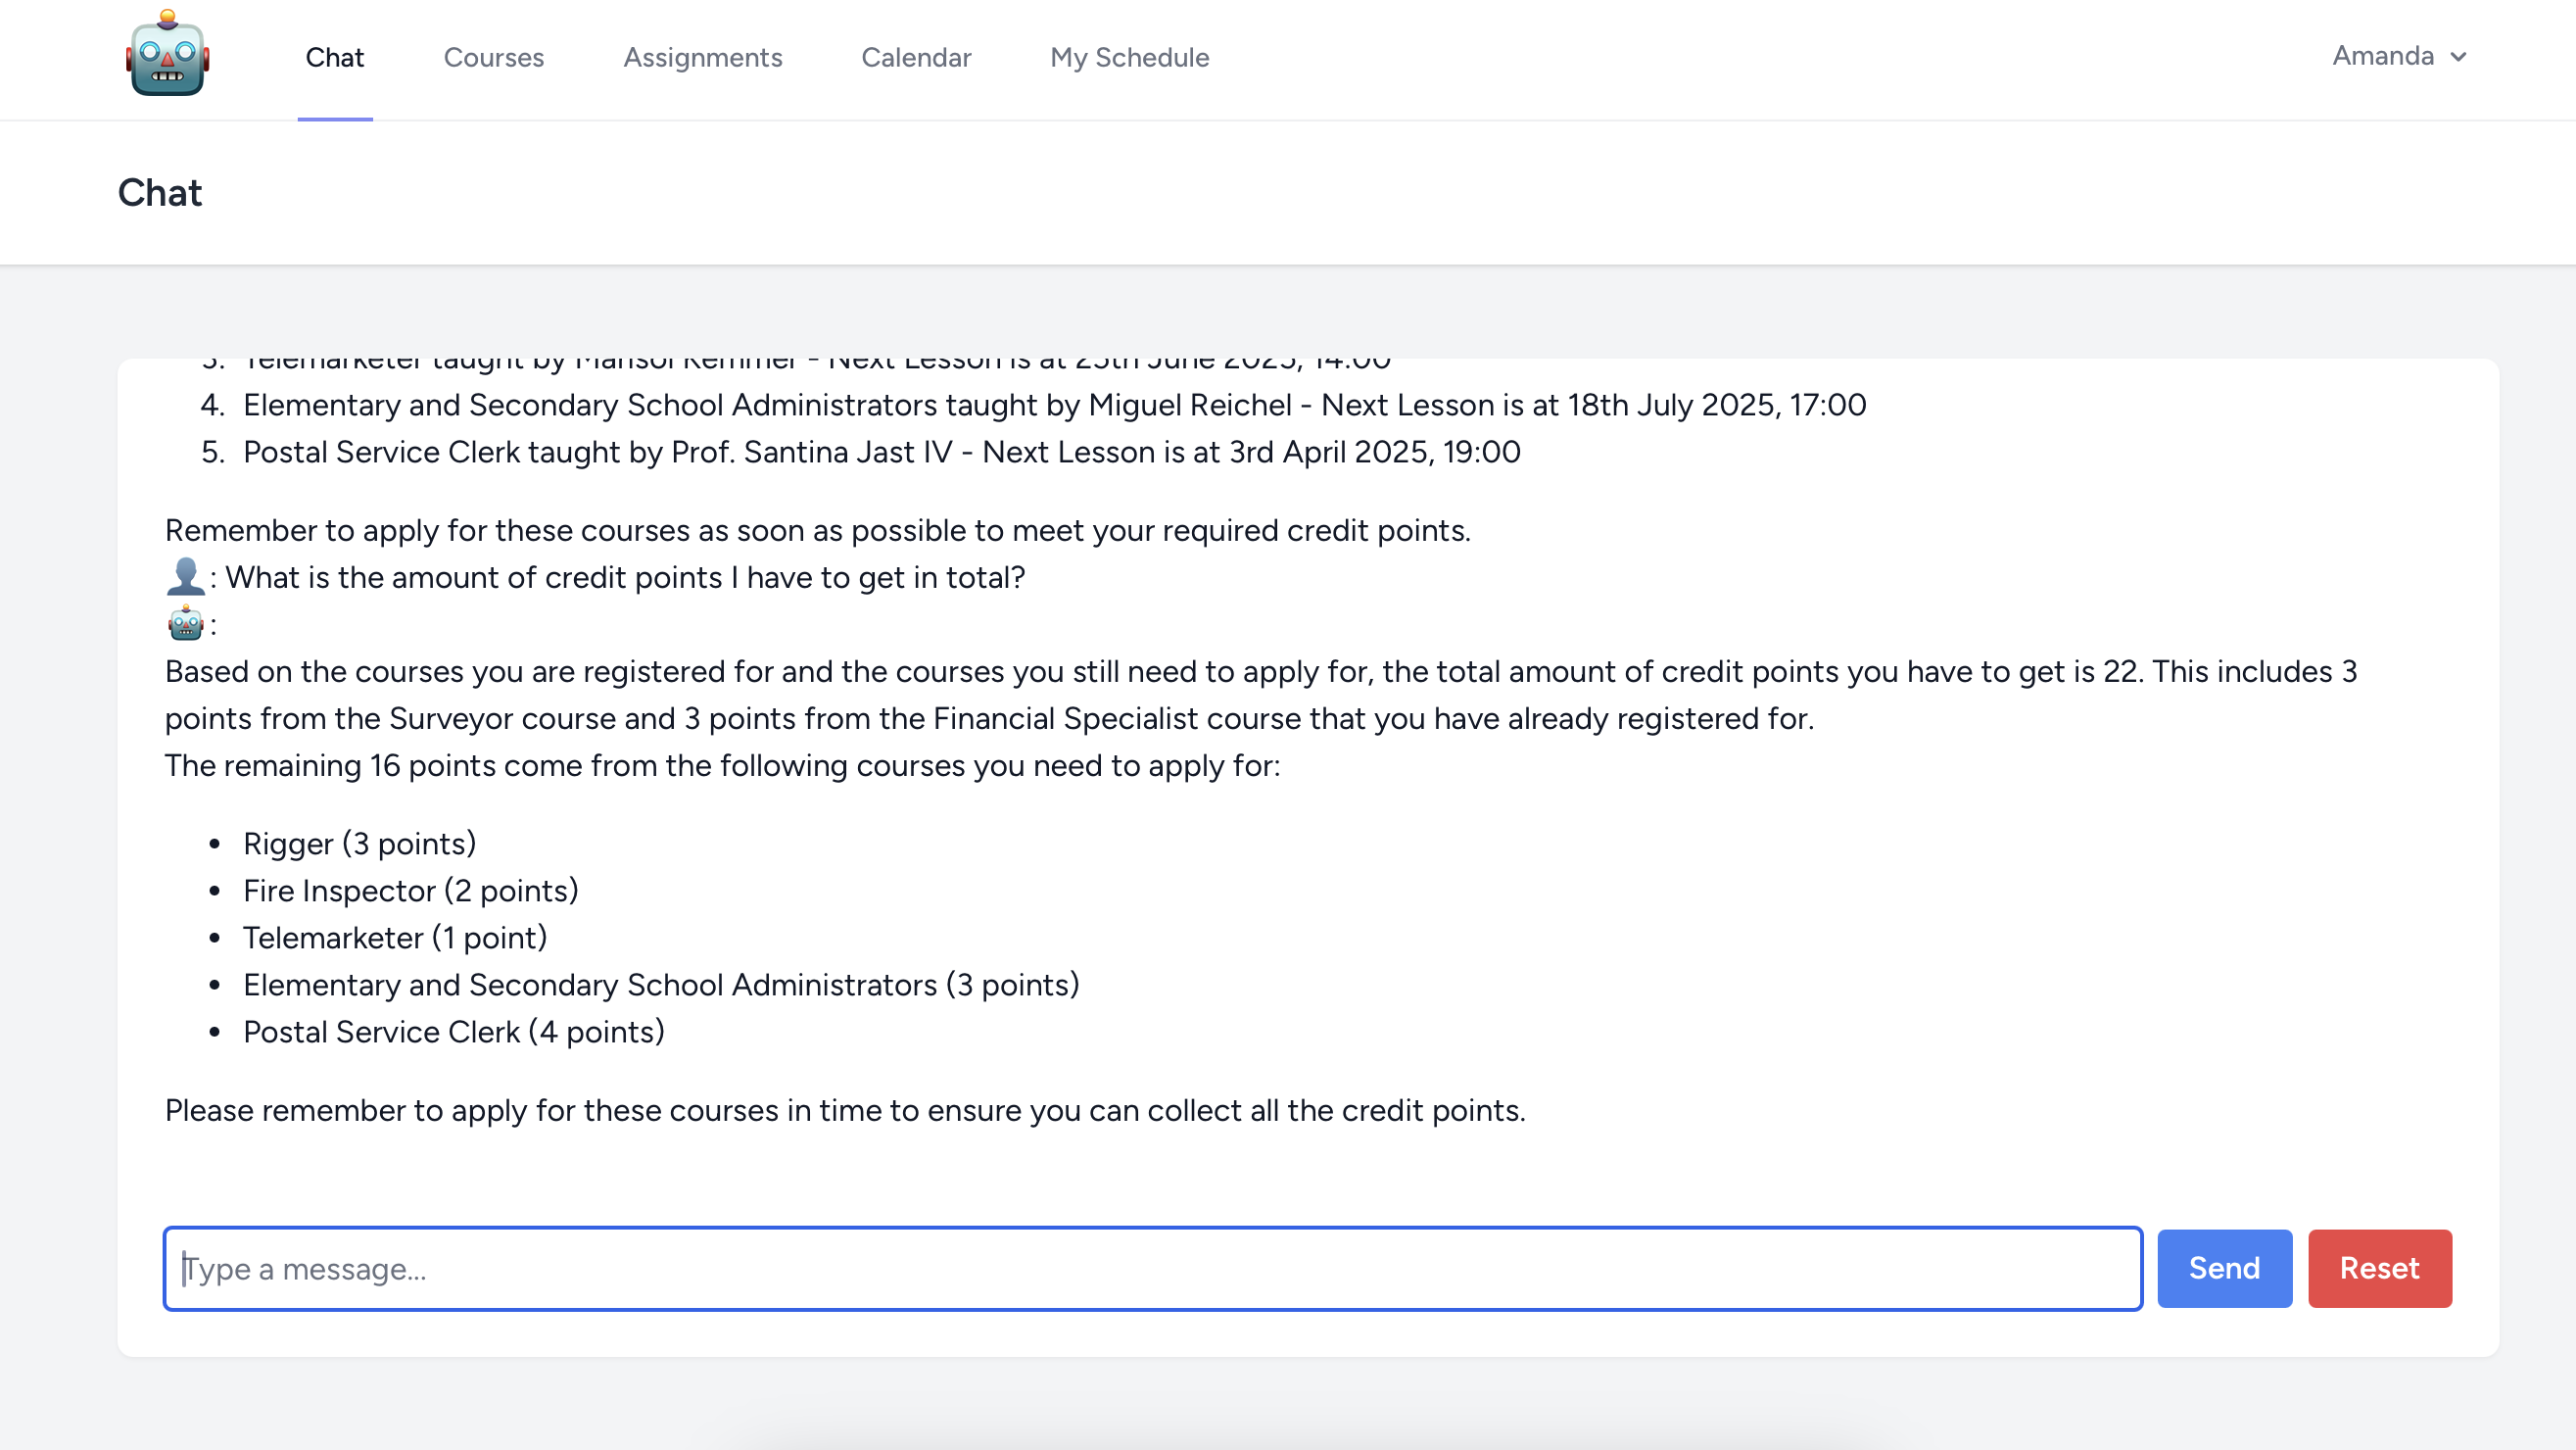 Chat Courses Assignments Calendar My Schedule Amanda
Chat
3. Telemarketer taught by Marisol Kemmer - Next Lesson is at 25th June 2025, 14:00
4. Elementary and Secondary School Administrators taught by Miguel Reichel - Next Lesson is at 18th July 2025, 17:00
5. Postal Service Clerk taught by Prof. Santina Jast IV - Next Lesson is at 3rd April 2025, 19:00
Remember to apply for these courses as soon as possible to meet your required credit points.
👤: What is the amount of credit points I have to get in total?
🤖:
Based on the courses you are registered for and the courses you still need to apply for, the total amount of credit points you have to get is 22. This includes 3
points from the Surveyor course and 3 points from the Financial Specialist course that you have already registered for.
The remaining 16 points come from the following courses you need to apply for:
• Rigger (3 points)
• Fire Inspector (2 points)
• Telemarketer (1 point)
• Elementary and Secondary School Administrators (3 points)
• Postal Service Clerk (4 points)
Please remember to apply for these courses in time to ensure you can collect all the credit points.
Type a message... Send Reset